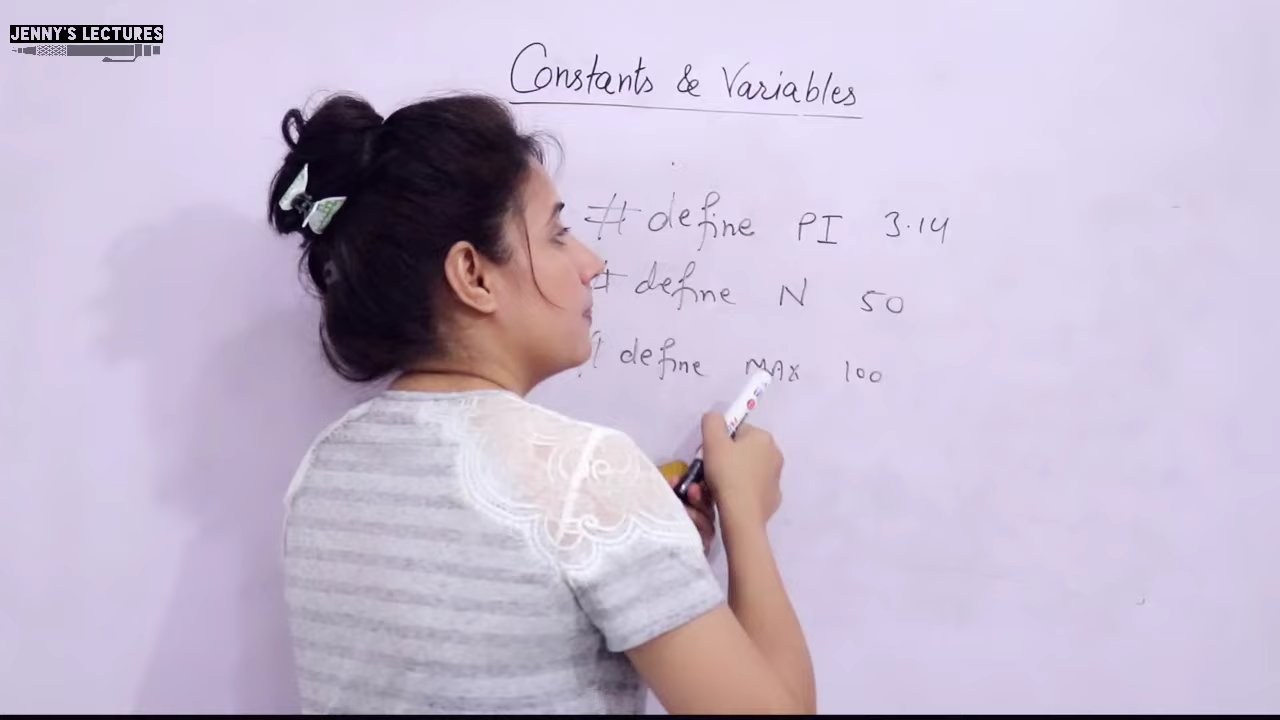 JENNY'S LECTURES
Constants & Variables
# define PI 3.14
# define N 50
# define MAX 100